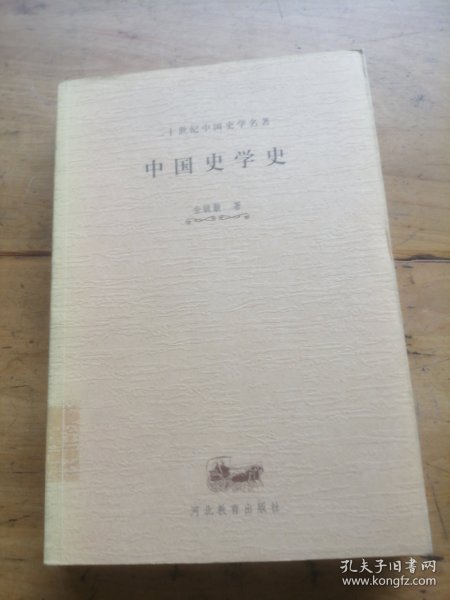 二十世纪中国史学名著
中国史学史
金毓黻 著
河北教育出版社
孔夫子旧书网
www.kongfz.com